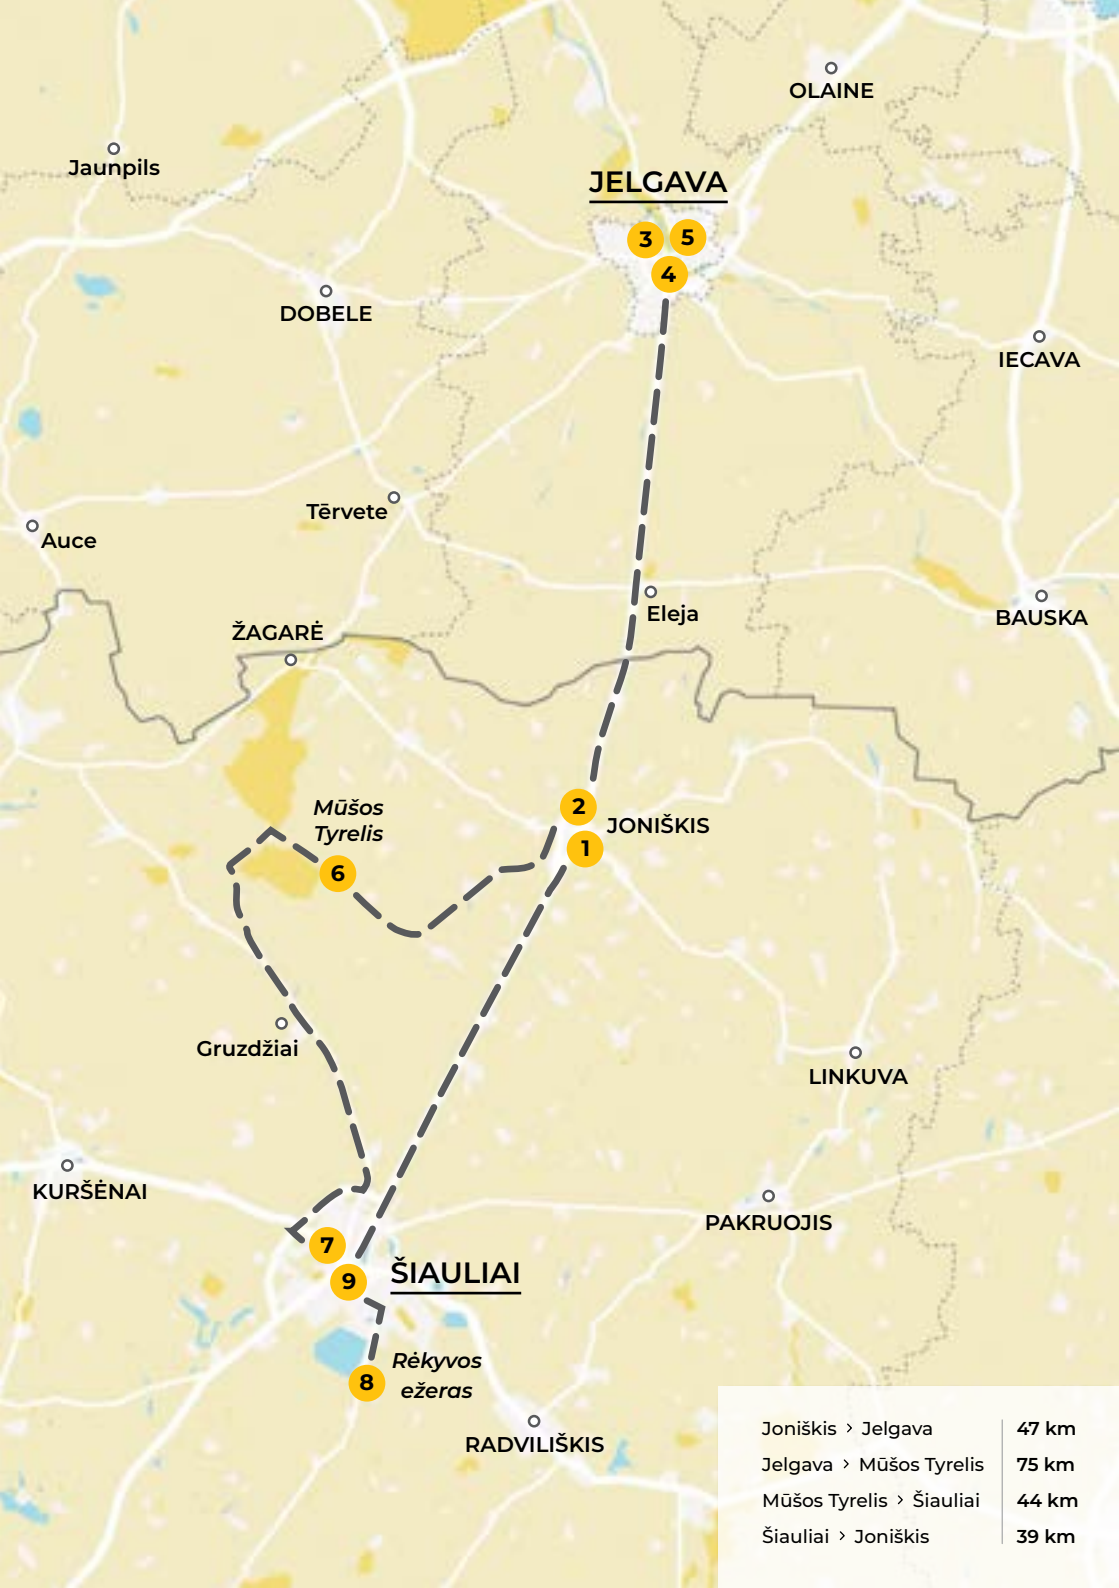 OLAINE
Jaunpils
JELGAVA
3
5
4
DOBELE
IECAVA
Tērvete
Auce
Eleja
BAUSKA
ŽAGARĖ
Mūšos
Tyrelis
2
JONIŠKIS
1
6
Gruzdžiai
LINKUVA
KURŠĖNAI
PAKRUOJIS
7
ŠIAULIAI
9
Rėkyvos
ežeras
8
RADVILIŠKIS
Joniškis › Jelgava 47 km
Jelgava › Mūšos Tyrelis 75 km
Mūšos Tyrelis › Šiauliai 44 km
Šiauliai › Joniškis 39 km